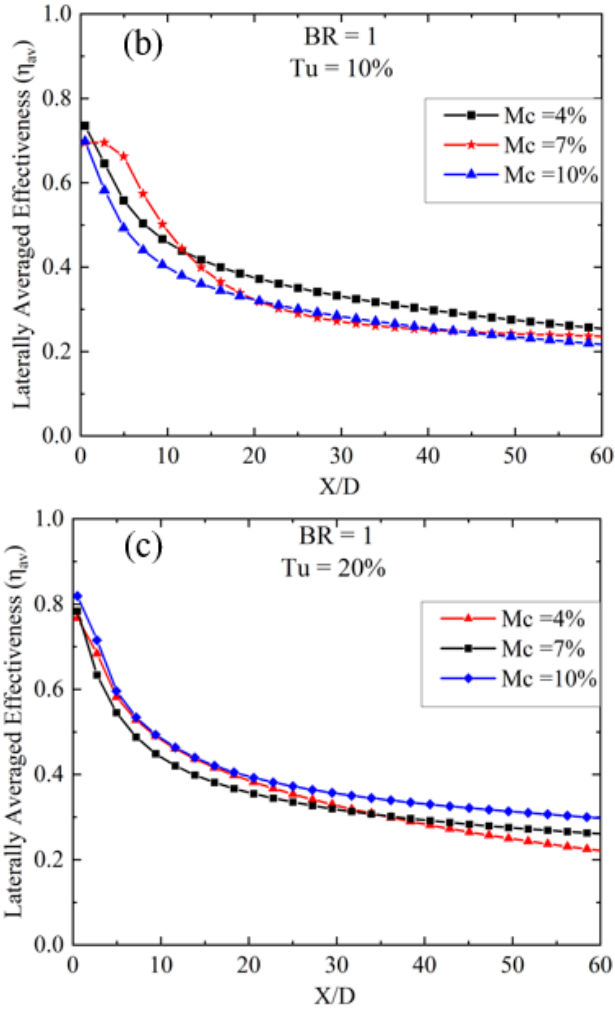 (b)
BR = 1
Tu = 10%
Mc =4%
Mc =7%
Mc =10%
Laterally Averaged Effectiveness (ηav)
1.0
0.8
0.6
0.4
0.2
0.0
0 10 20 30 40 50 60
X/D
(c)
BR = 1
Tu = 20%
Mc =4%
Mc =7%
Mc =10%
Laterally Averaged Effectiveness (ηav)
1.0
0.8
0.6
0.4
0.2
0.0
0 10 20 30 40 50 60
X/D